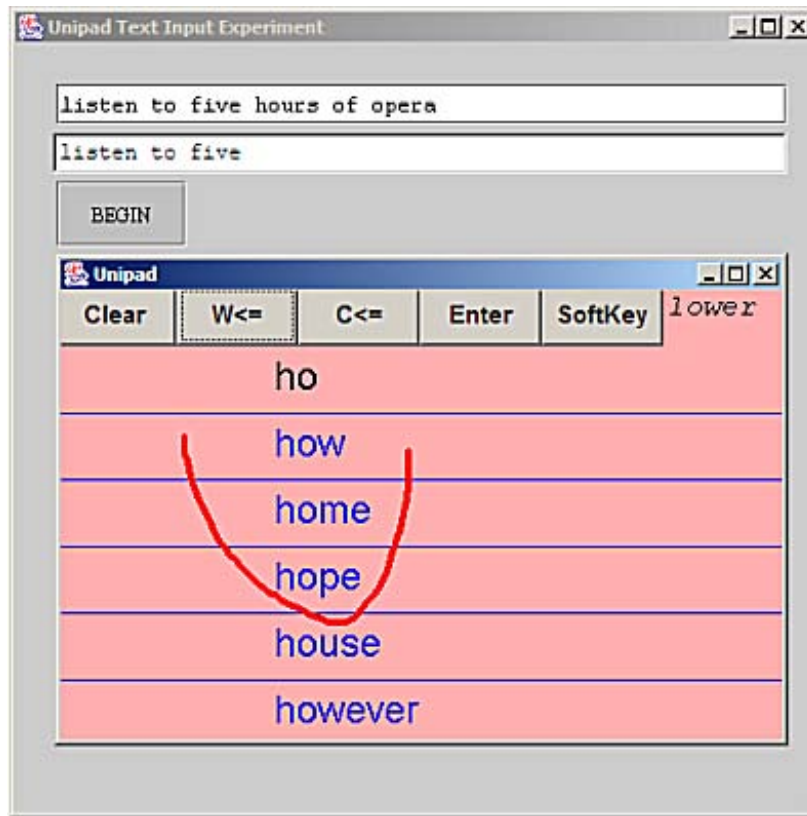 Unipad Text Input Experiment
listen to five hours of opera
listen to five
BEGIN
Unipad
Clear W<= C<= Enter SoftKey lower
ho
how
home
hope
house
however